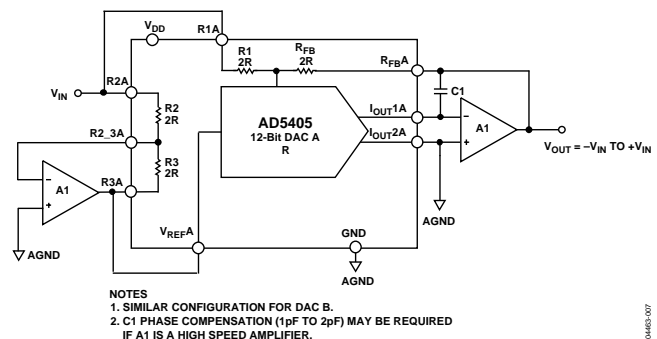 VDD
R1A
R1
2R
RFB
2R
RFBA
R2A
VIN
C1
R2
2R
AD5405
12-Bit DAC A
R
IOUT1A
IOUT2A
A1
VOUT = –VIN TO +VIN
R2_3A
R3
2R
A1
R3A
AGND
AGND
VREFA
GND
AGND
NOTES
1. SIMILAR CONFIGURATION FOR DAC B.
2. C1 PHASE COMPENSATION (1pF TO 2pF) MAY BE REQUIRED
IF A1 IS A HIGH SPEED AMPLIFIER.
04463-007